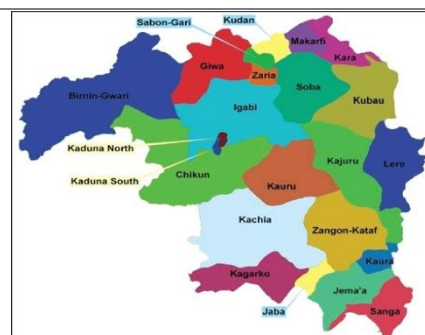 Kudan
Sabon-Gari
Makarfi
Kara
Giwa
Zaria
Soba
Birnin-Gwari
Igabi
Kubau
Kaduna North
Kajuru
Lere
Kaduna South
Chikun
Kauru
Kachia
Zangon-Kataf
Kaura
Kagarko
Jema'a
Jaba
Sanga